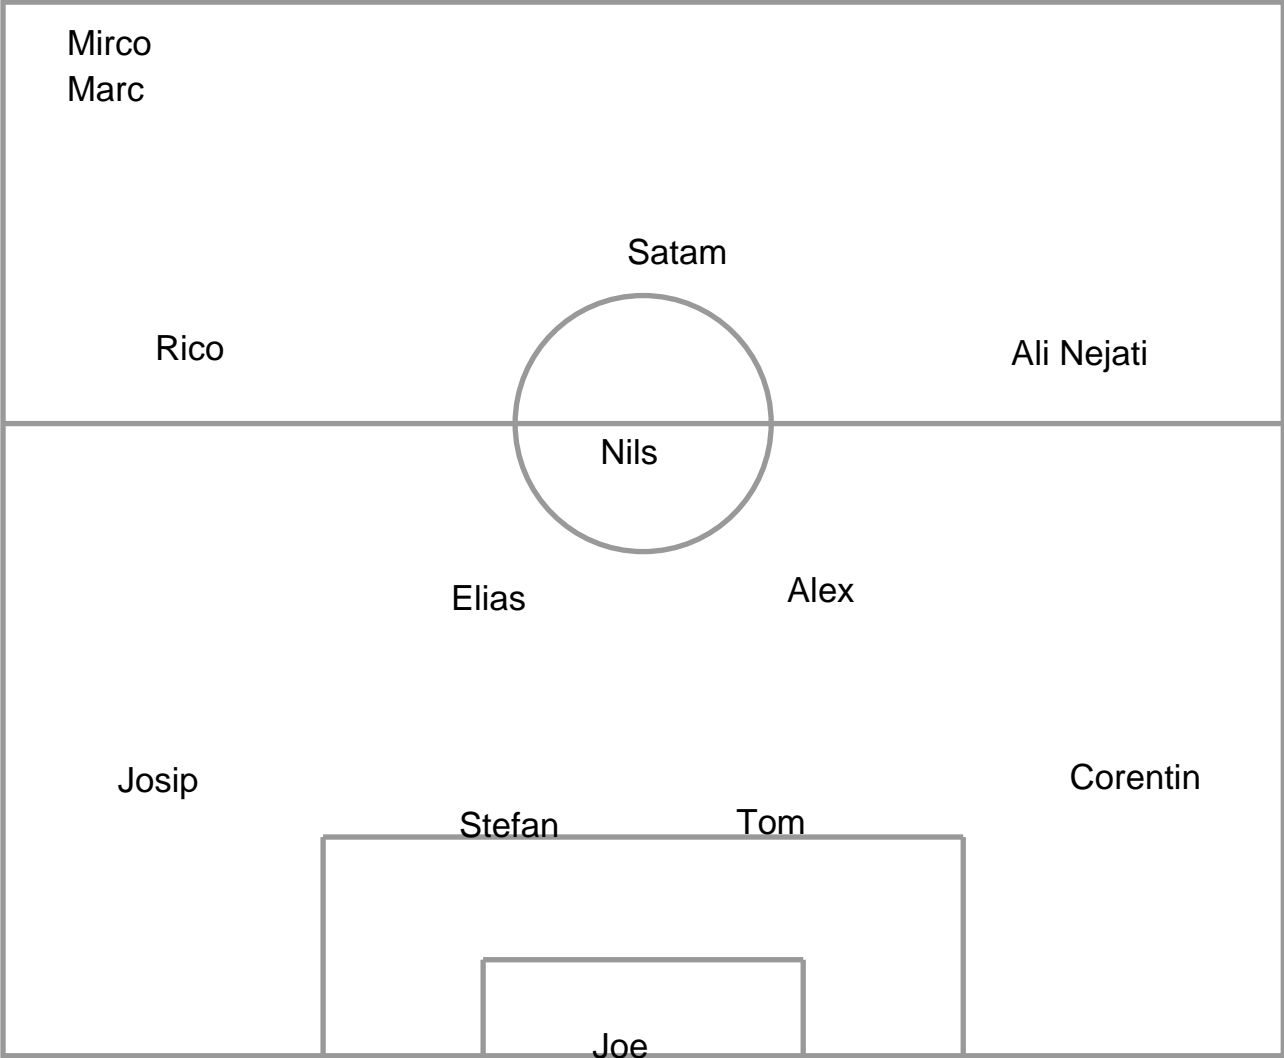 Mirco
Marc
Satam
Rico
Ali Nejati
Nils
Elias
Alex
Josip
Corentin
Stefan
Tom
Joe